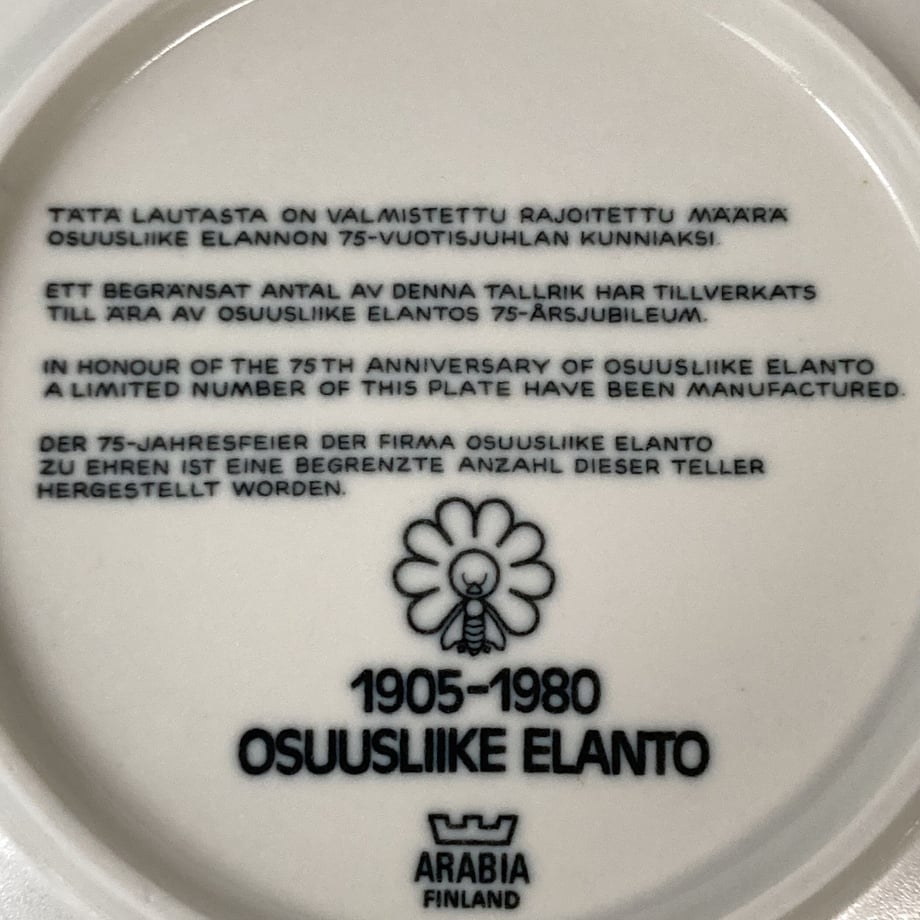 TÄTÄ LAUTASTA ON VALMISTETTU RAJOITETTU MÄÄRÄ
OSUUSLIIKE ELANNON 75-VUOTISJUHLAN KUNNIAKSI.
ETT BEGRÄNSAT ANTAL AV DENNA TALLRIK HAR TILLVERKATS
TILL ÄRA AV OSUUSLIIKE ELANTOS 75-ÅRSJUBILEUM.
IN HONOUR OF THE 75TH ANNIVERSARY OF OSUUSLIIKE ELANTO
A LIMITED NUMBER OF THIS PLATE HAVE BEEN MANUFACTURED.
DER 75-JAHRESFEIER DER FIRMA OSUUSLIIKE ELANTO
ZU EHREN IST EINE BEGRENZTE ANZAHL DIESER TELLER
HERGESTELLT WORDEN.
1905-1980
OSUUSLIIKE ELANTO
ARABIA
FINLAND